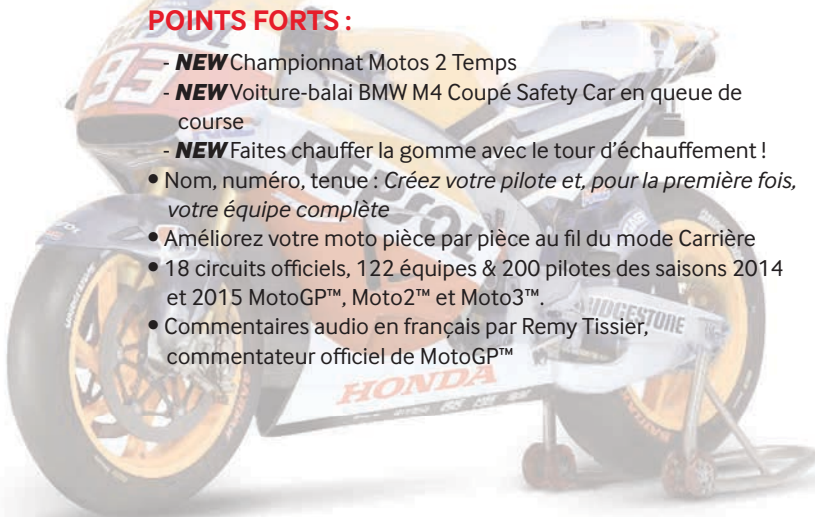 POINTS FORTS :
- NEW Championnat Motos 2 Temps
- NEW Voiture-balai BMW M4 Coupé Safety Car en queue de
course
- NEW Faites chauffer la gomme avec le tour d’échauffement !
• Nom, numéro, tenue : Créez votre pilote et, pour la première fois,
votre équipe complète
• Améliorez votre moto pièce par pièce au fil du mode Carrière
• 18 circuits officiels, 122 équipes & 200 pilotes des saisons 2014
et 2015 MotoGP™, Moto2™ et Moto3™.
• Commentaires audio en français par Remy Tissier,
commentateur officiel de MotoGP™
93
REPSOL
BRIDGESTONE
HONDA